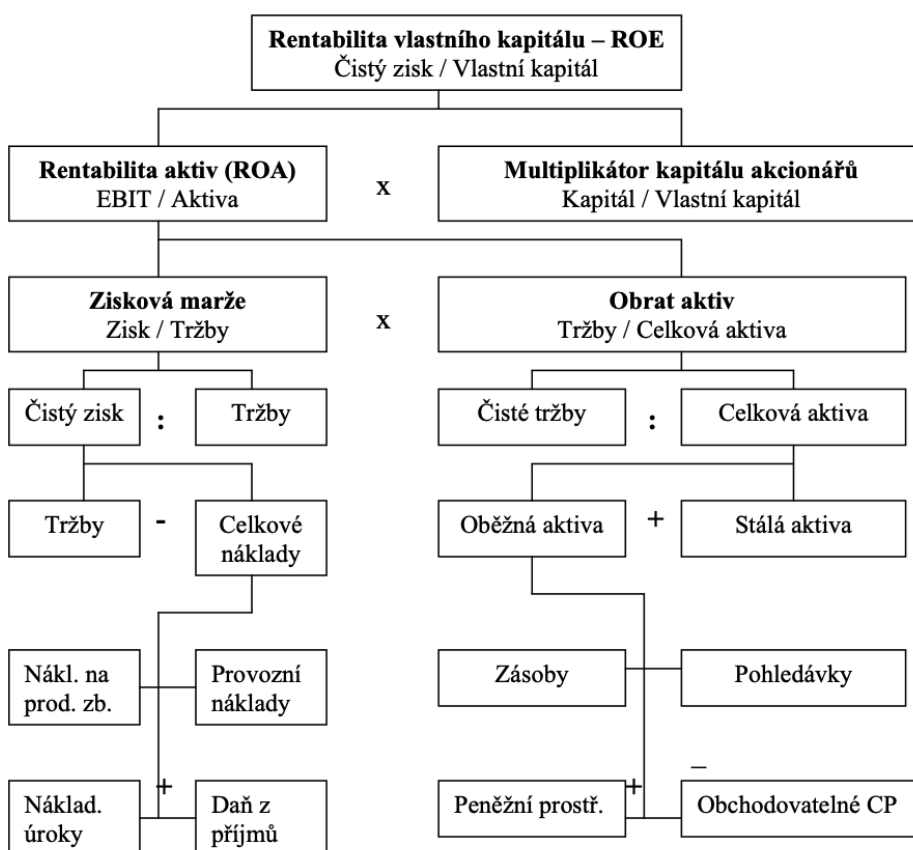 Rentabilita vlastního kapitálu – ROE
Čistý zisk / Vlastní kapitál
Rentabilita aktiv (ROA)
EBIT / Aktiva
x
Multiplikátor kapitálu akcionářů
Kapitál / Vlastní kapitál
Zisková marže
Zisk / Tržby
x
Obrat aktiv
Tržby / Celková aktiva
Čistý zisk
:
Tržby
Čisté tržby
:
Celková aktiva
Tržby
-
Celkové
náklady
Oběžná aktiva
+
Stálá aktiva
Nákl. na
prod. zb.
Provozní
náklady
Zásoby
Pohledávky
Náklad.
úroky
+
Daň z
příjmů
Peněžní prostř.
+
–
Obchodovatelné CP